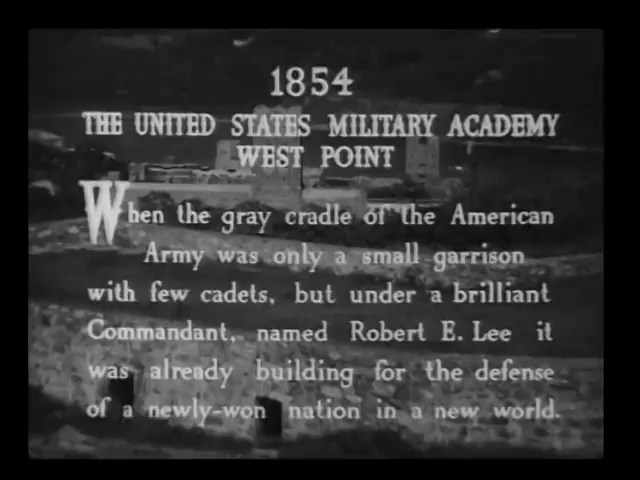 1854
THE UNITED STATES MILITARY ACADEMY
WEST POINT
When the gray cradle of the American
Army was only a small garrison
with few cadets, but under a brilliant
Commandant, named Robert E. Lee it
was already building for the defense
of a newly-won nation in a new world.